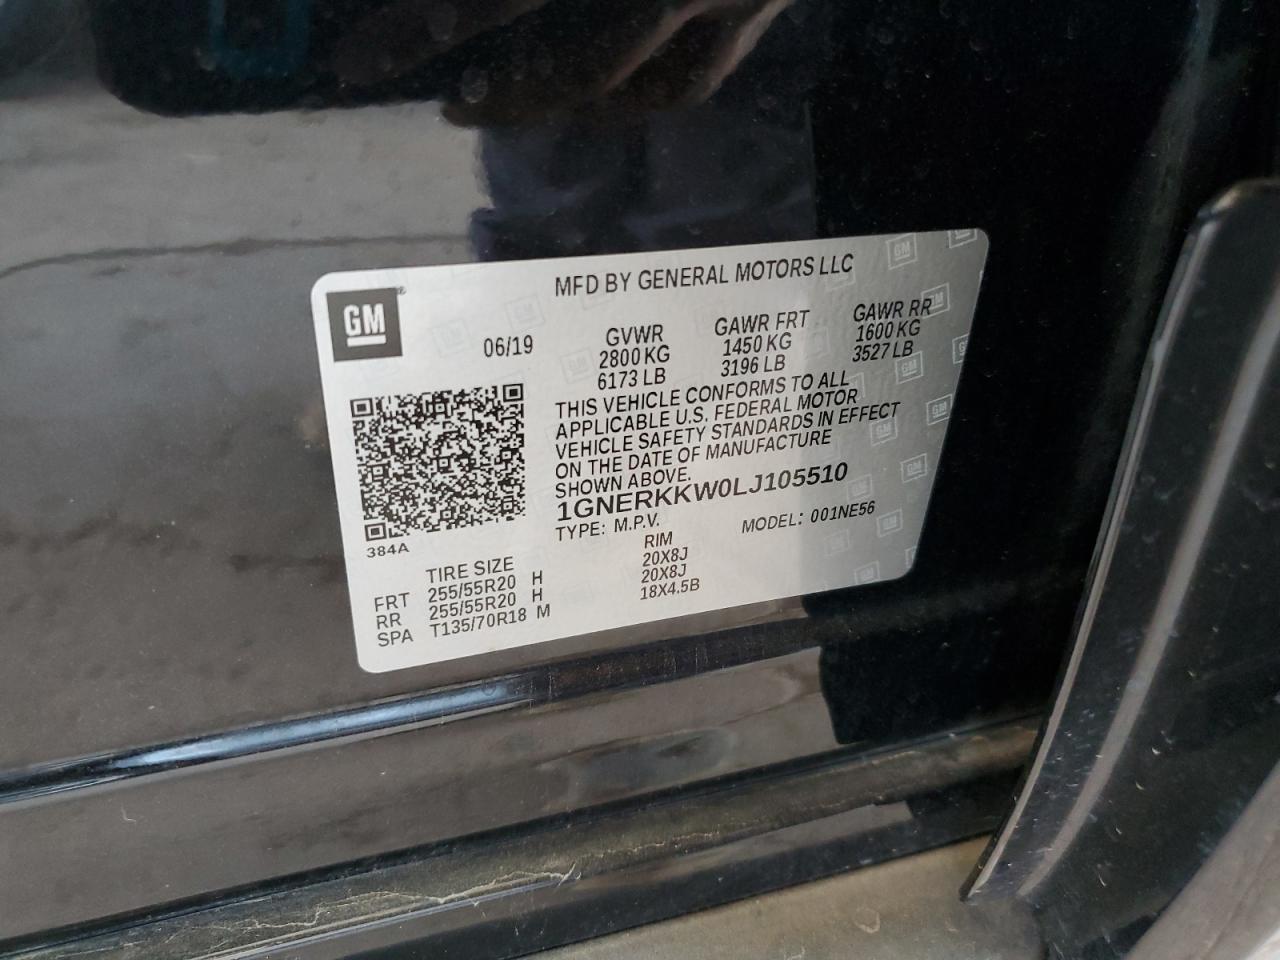 MFD BY GENERAL MOTORS LLC
GM®
06/19
GVWR
2800 KG
6173 LB
GAWR FRT
1450 KG
3196 LB
GAWR RR
1600 KG
3527 LB
THIS VEHICLE CONFORMS TO ALL
APPLICABLE U.S. FEDERAL MOTOR
VEHICLE SAFETY STANDARDS IN EFFECT
ON THE DATE OF MANUFACTURE
SHOWN ABOVE.
1GNERKKW0LJ105510
TYPE: M.P.V. MODEL: 001NE56
384A
TIRE SIZE RIM
FRT 255/55R20 H 20X8J
RR 255/55R20 H 20X8J
SPA T135/70R18 M 18X4.5B